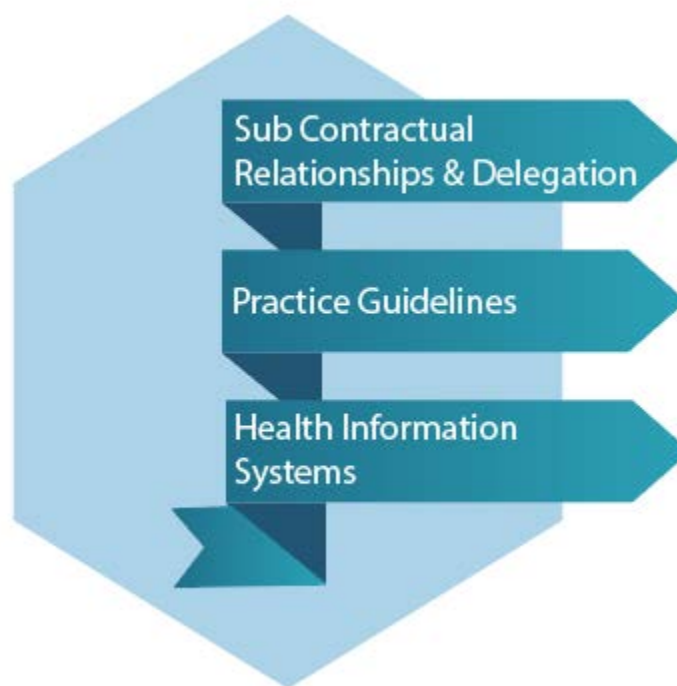 Sub Contractual
Relationships & Delegation
Practice Guidelines
Health Information
Systems